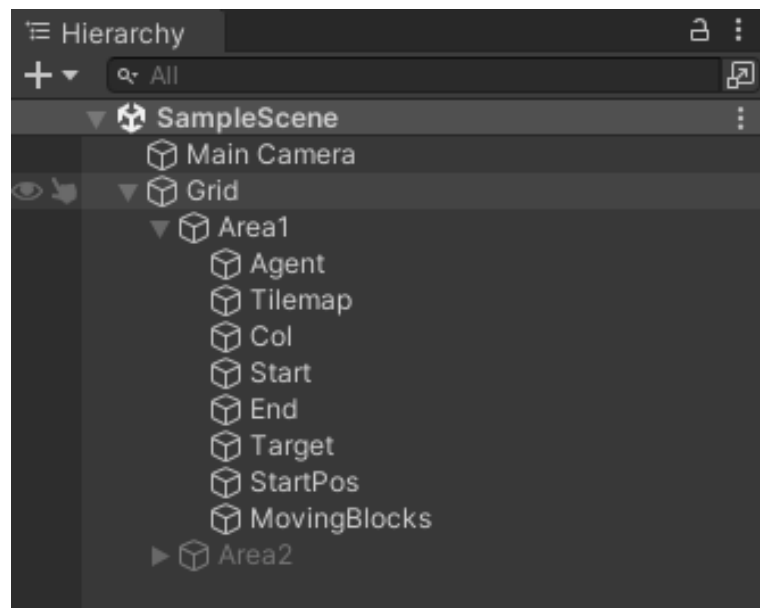 Hierarchy
All
SampleScene
Main Camera
Grid
Area1
Agent
Tilemap
Col
Start
End
Target
StartPos
MovingBlocks
Area2